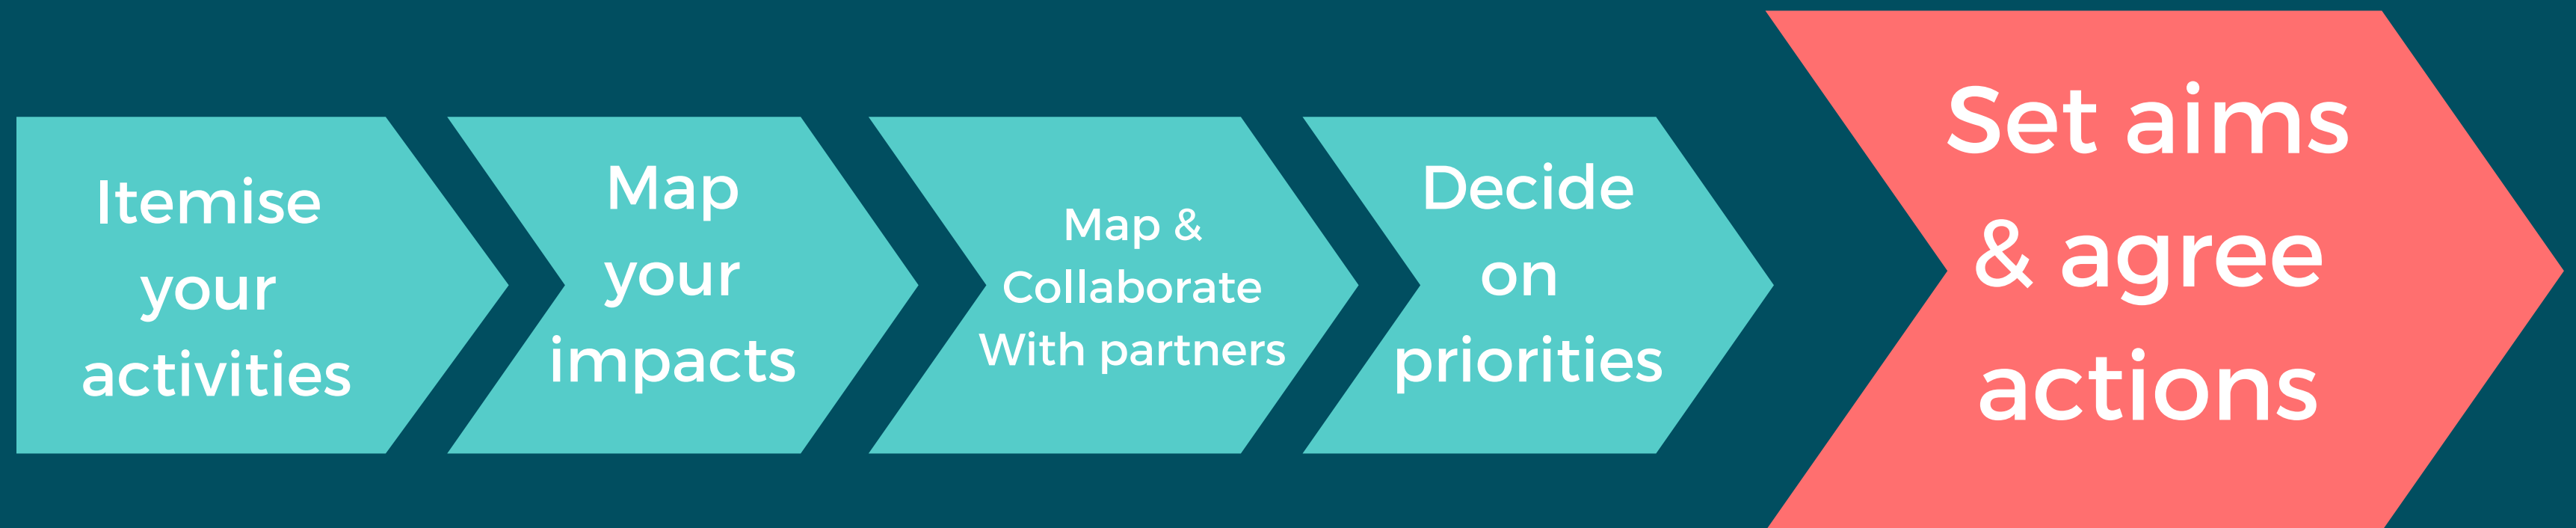 Itemise
your
activities
Map
your
impacts
Map &
Collaborate
With partners
Decide
on
priorities
Set aims
& agree
actions